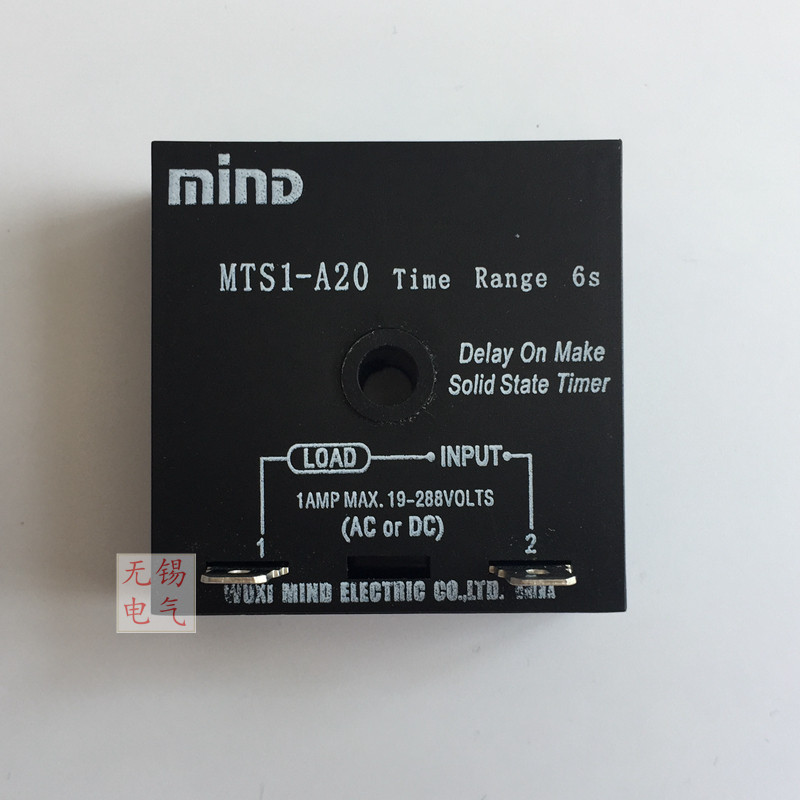 mind
MTS1-A20 Time Range 6s
Delay On Make
Solid State Timer
LOAD INPUT
1AMP MAX. 19-288VOLTS
(AC or DC)
1 2
WUXI MIND ELECTRIC CO.,LTD. CHINA
无锡
电气